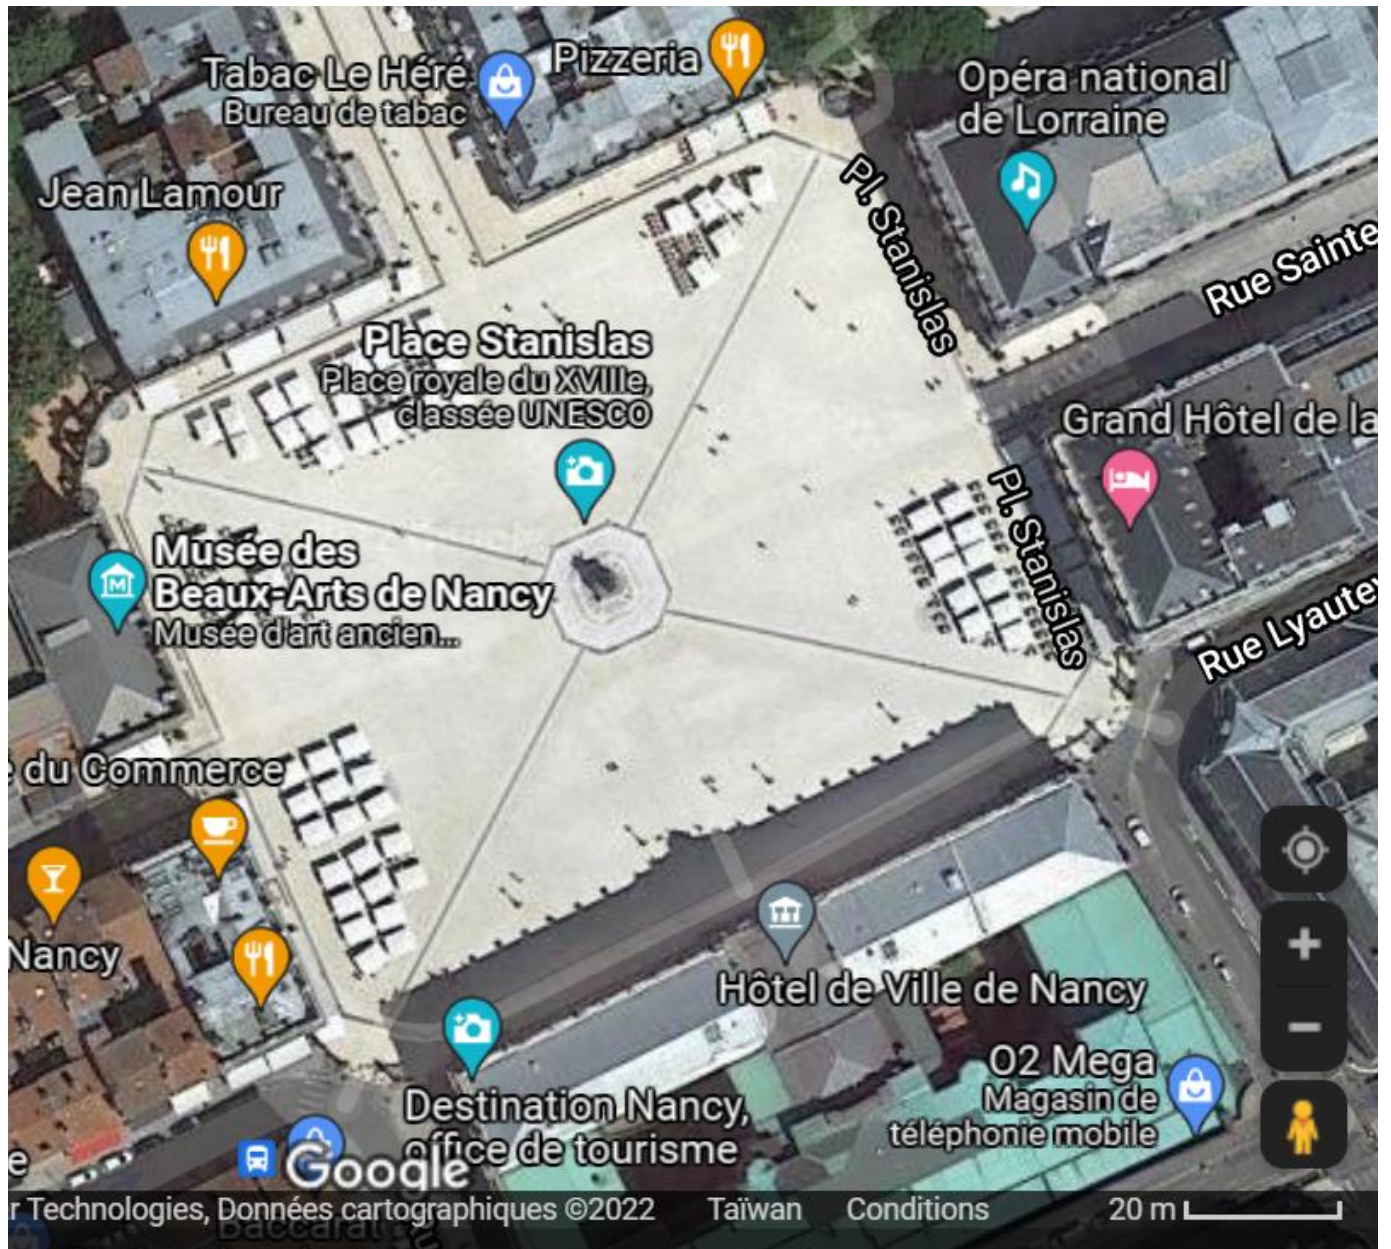 Tabac Le Héré
Bureau de tabac
Pizzeria
Opéra national
de Lorraine
Jean Lamour
Pl. Stanislas
Rue Sainte
Place Stanislas
Place royale du XVIIIe,
classée UNESCO
Grand Hôtel de la
Pl. Stanislas
Musée des
Beaux-Arts de Nancy
Musée d'art ancien...
Rue Lyautey
du Commerce
Nancy
Hôtel de Ville de Nancy
O2 Mega
Magasin de
téléphonie mobile
Destination Nancy,
office de tourisme
e
Google
r Technologies, Données cartographiques ©2022 Taïwan Conditions 20 m
Baccarat